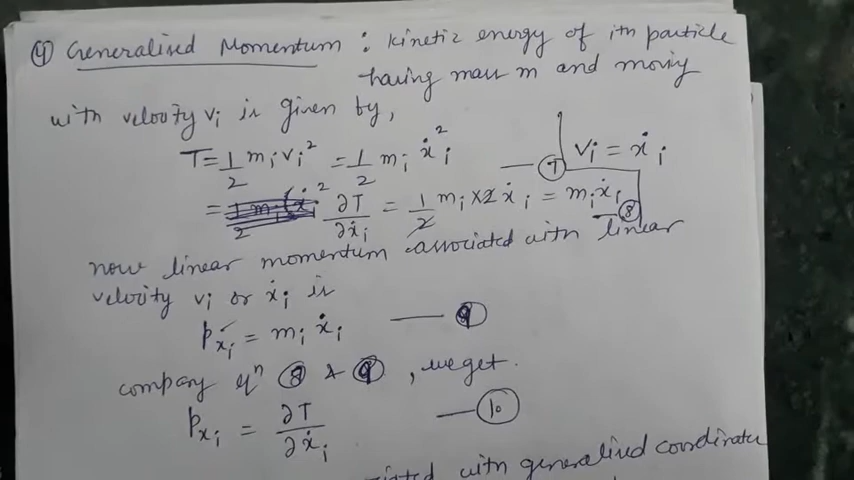 ④ Generalised Momentum : kinetic energy of ith particle
having mass m and moving
with velocity vᵢ is given by,
T = 1/2 mᵢ vᵢ² = 1/2 mᵢ ẋᵢ² — ⑦ vᵢ = ẋᵢ
= ∂T/∂ẋᵢ = 1/2 mᵢ × 2 ẋᵢ = mᵢ ẋᵢ — ⑧
now linear momentum associated with linear
velocity vᵢ or ẋᵢ is
pₓᵢ = mᵢ ẋᵢ — ⑨
compary eqⁿ ⑧ & ⑨, we get.
pₓᵢ = ∂T/∂ẋᵢ — ⑩
with generalised coordinates